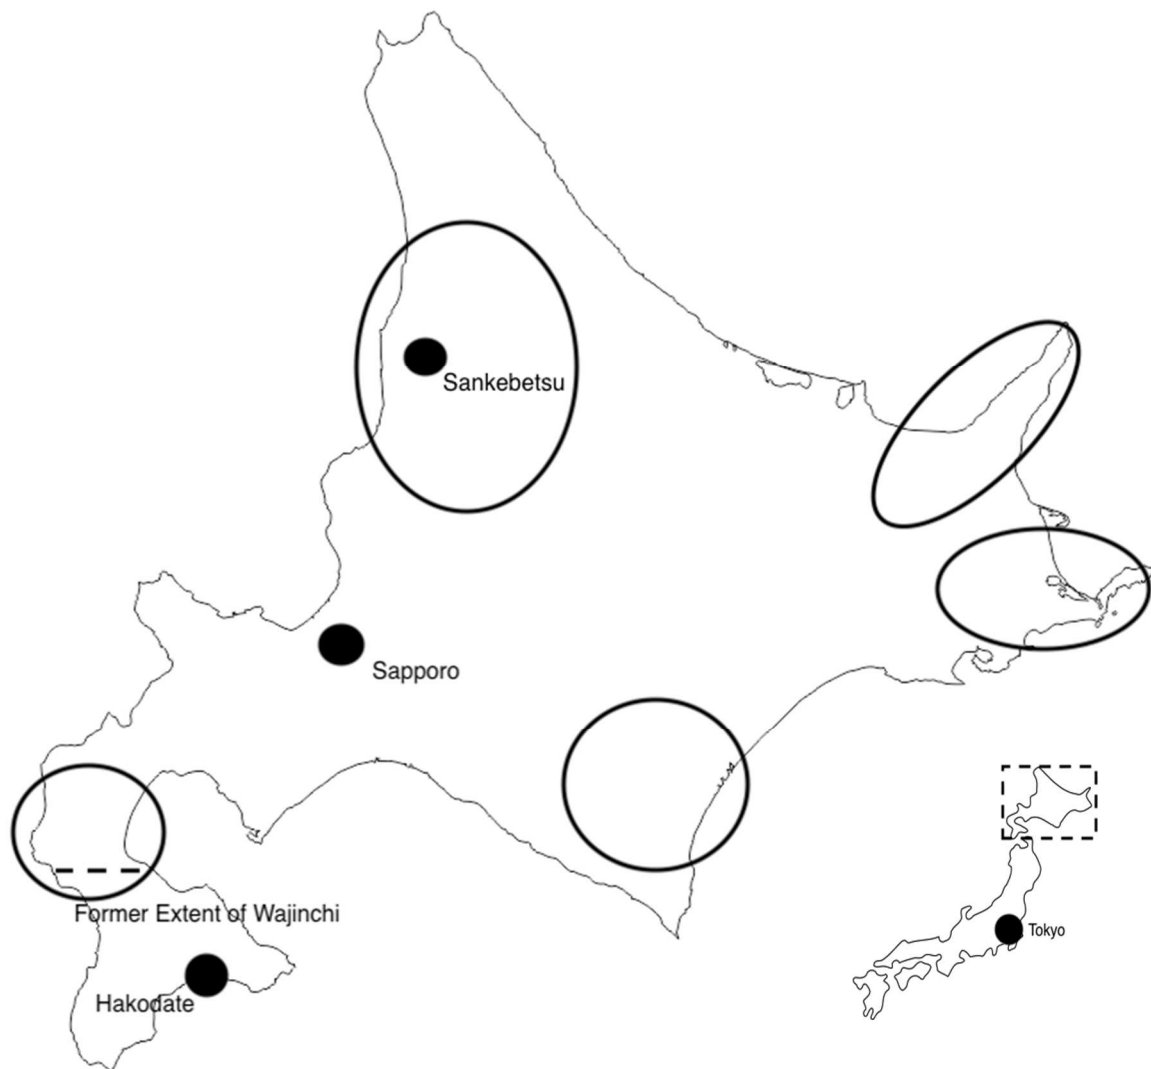 Sankebetsu
Sapporo
Former Extent of Wajinchi
Tokyo
Hakodate